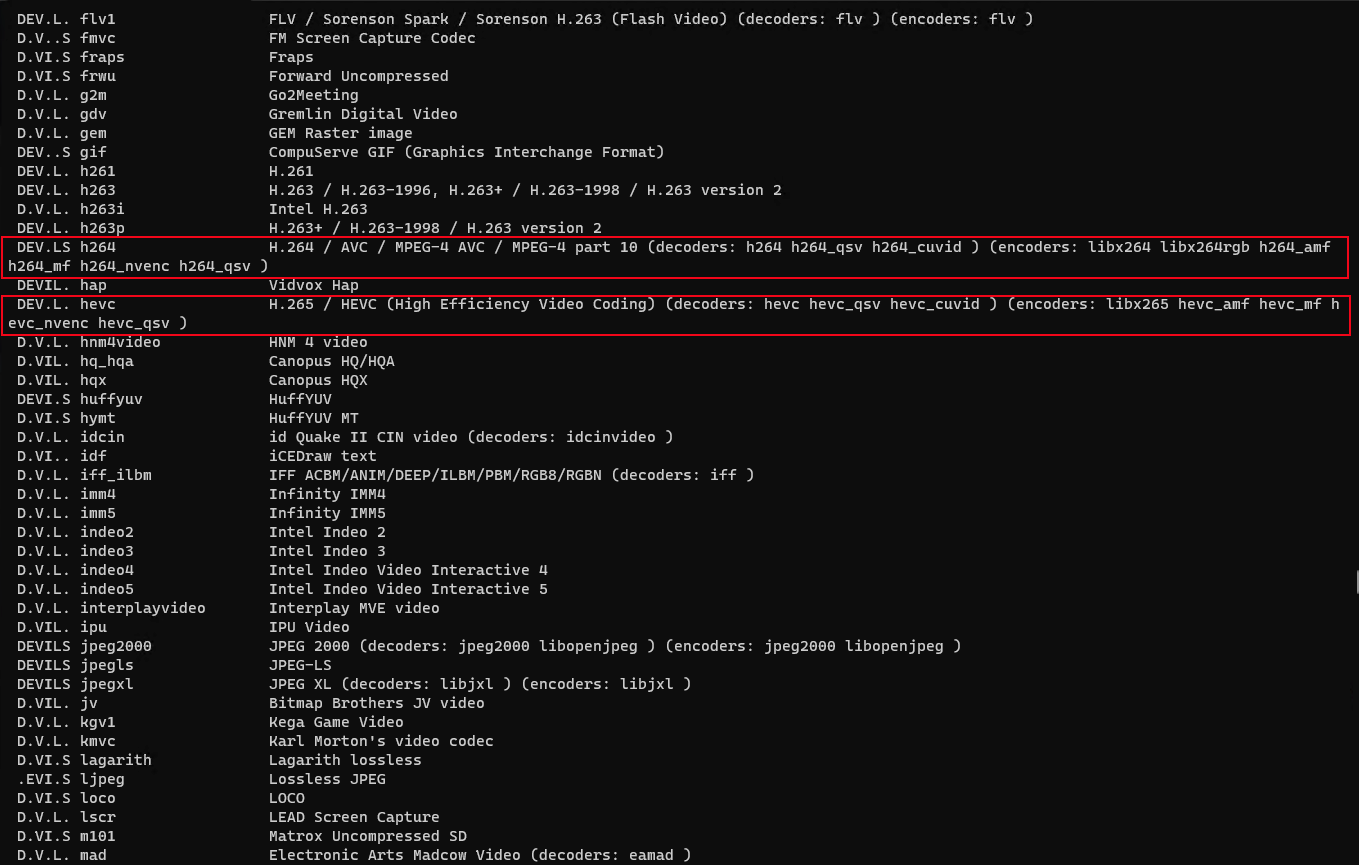 DEV.L. flv1                 FLV / Sorenson Spark / Sorenson H.263 (Flash Video) (decoders: flv ) (encoders: flv )
D.V..S fmvc                 FM Screen Capture Codec
D.VI.S fraps                Fraps
D.VI.S frwu                 Forward Uncompressed
D.V.L. g2m                  Go2Meeting
D.V.L. gdv                  Gremlin Digital Video
D.V.L. gem                  GEM Raster image
DEV..S gif                  CompuServe GIF (Graphics Interchange Format)
DEV.L. h261                 H.261
DEV.L. h263                 H.263 / H.263-1996, H.263+ / H.263-1998 / H.263 version 2
D.V.L. h263i                Intel H.263
DEV.L. h263p                H.263+ / H.263-1998 / H.263 version 2
DEV.LS h264                 H.264 / AVC / MPEG-4 AVC / MPEG-4 part 10 (decoders: h264 h264_qsv h264_cuvid ) (encoders: libx264 libx264rgb h264_amf
h264_mf h264_nvenc h264_qsv )
DEVIL. hap                  Vidvox Hap
DEV.L. hevc                 H.265 / HEVC (High Efficiency Video Coding) (decoders: hevc hevc_qsv hevc_cuvid ) (encoders: libx265 hevc_amf hevc_mf h
evc_nvenc hevc_qsv )
D.V.L. hnm4video            HNM 4 video
D.VIL. hq_hqa               Canopus HQ/HQA
D.VIL. hqx                  Canopus HQX
DEVI.S huffyuv              HuffYUV
D.VI.S hymt                 HuffYUV MT
D.V.L. idcin                id Quake II CIN video (decoders: idcinvideo )
D.VI.. idf                  iCEDraw text
D.V.L. iff_ilbm             IFF ACBM/ANIM/DEEP/ILBM/PBM/RGB8/RGBN (decoders: iff )
D.V.L. imm4                 Infinity IMM4
D.V.L. imm5                 Infinity IMM5
D.V.L. indeo2               Intel Indeo 2
D.V.L. indeo3               Intel Indeo 3
D.V.L. indeo4               Intel Indeo Video Interactive 4
D.V.L. indeo5               Intel Indeo Video Interactive 5
D.V.L. interplayvideo       Interplay MVE video
D.VIL. ipu                  IPU Video
DEVILS jpeg2000             JPEG 2000 (decoders: jpeg2000 libopenjpeg ) (encoders: jpeg2000 libopenjpeg )
DEVILS jpegls               JPEG-LS
DEVILS jpegxl               JPEG XL (decoders: libjxl ) (encoders: libjxl )
D.VIL. jv                   Bitmap Brothers JV video
D.V.L. kgv1                 Kega Game Video
D.V.L. kmvc                 Karl Morton's video codec
D.VI.S lagarith             Lagarith lossless
.EVI.S ljpeg                Lossless JPEG
D.VI.S loco                 LOCO
D.V.L. lscr                 LEAD Screen Capture
D.VI.S m101                 Matrox Uncompressed SD
D.V.L. mad                  Electronic Arts Madcow Video (decoders: eamad )